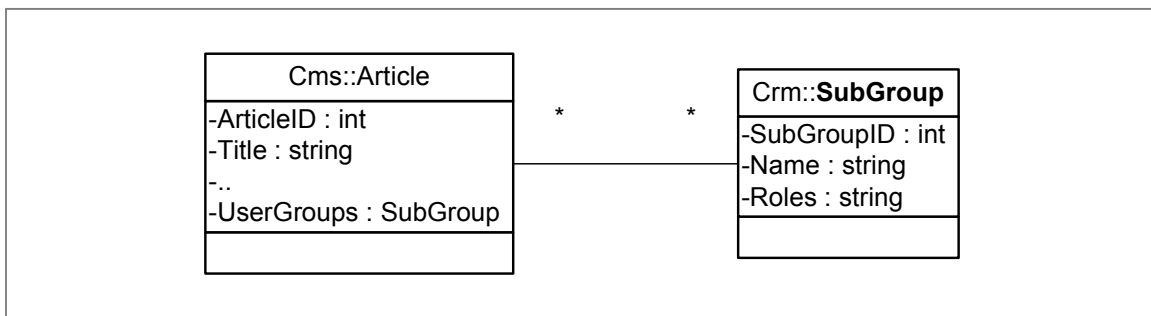 Cms::Article
-ArticleID : int
-Title : string
-..
-UserGroups : SubGroup
* *
Crm::SubGroup
-SubGroupID : int
-Name : string
-Roles : string